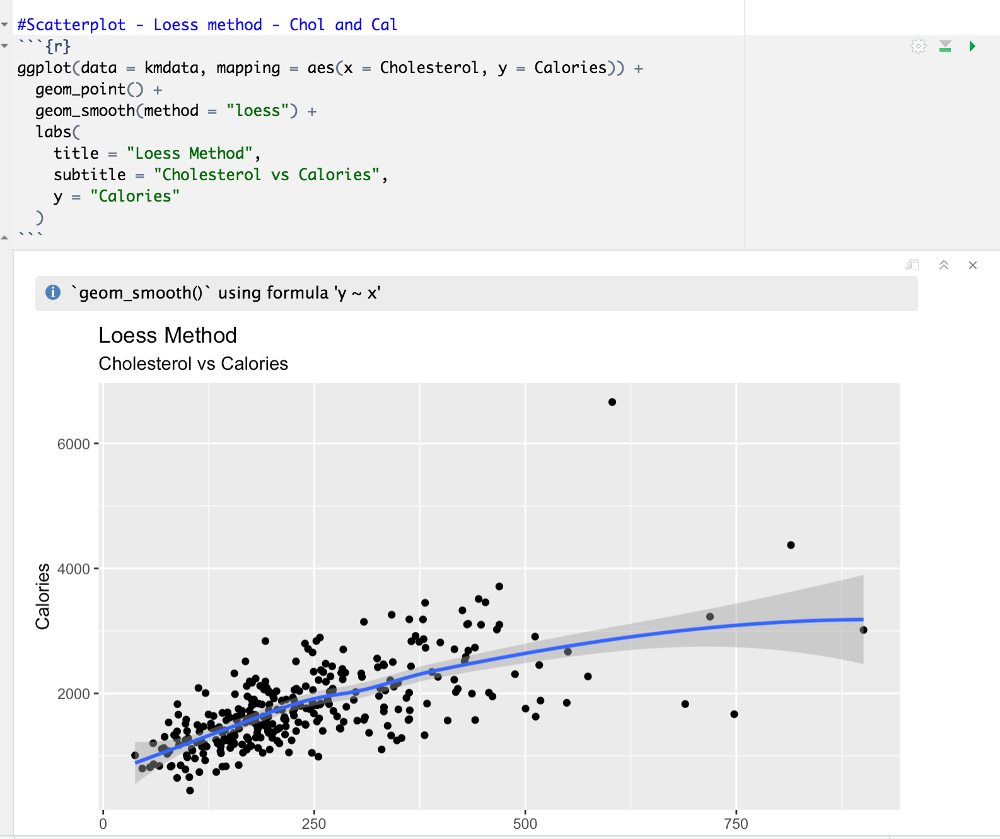 #Scatterplot - Loess method - Chol and Cal
```{r}
ggplot(data = kmdata, mapping = aes(x = Cholesterol, y = Calories)) +
  geom_point() +
  geom_smooth(method = "loess") +
  labs(
    title = "Loess Method",
    subtitle = "Cholesterol vs Calories",
    y = "Calories"
  )
```
`geom_smooth()` using formula 'y ~ x'
Loess Method
Cholesterol vs Calories
6000
4000
2000
Calories
0 250 500 750